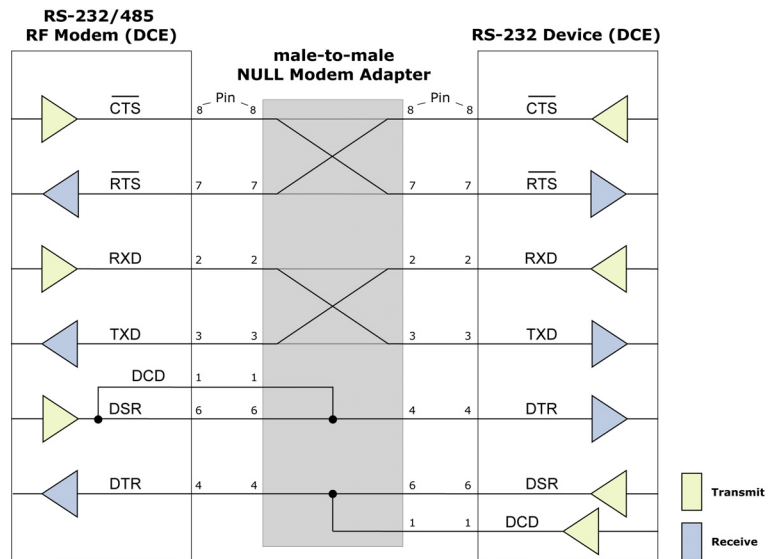 RS-232/485
RF Modem (DCE)
male-to-male
NULL Modem Adapter
RS-232 Device (DCE)
CTS 8 Pin 8 8 Pin 8 CTS
RTS 7 7 7 7 RTS
RXD 2 2 2 2 RXD
TXD 3 3 3 3 TXD
DCD 1 1
DSR 6 6 4 4 DTR
DTR 4 4 6 6 DSR
1 1 DCD
Transmit
Receive